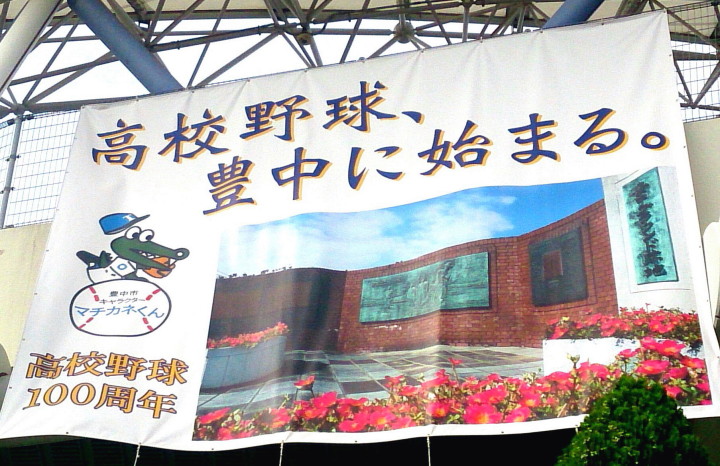 高校野球、
豊中に始まる。
豊中市
キャラクター
マチカネくん
高校野球
100周年